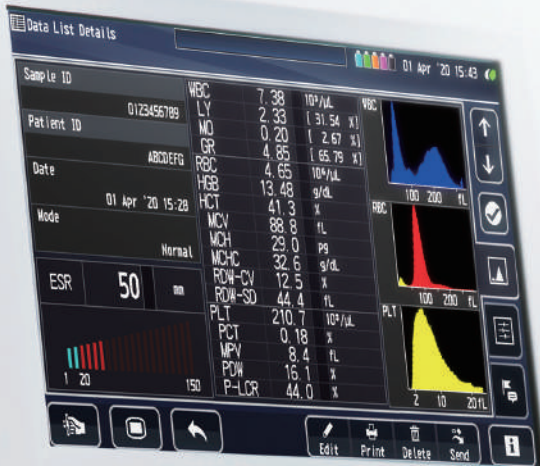 Data List Details
01 Apr '20 15:43
Sample ID
0123456789
Patient ID
ABCDEFG
Date
01 Apr '20 15:28
Mode
Normal
ESR 50 mm
1 20 150
WBC 7.38 10³/µL
LY 2.33 [ 31.54 %]
MO 0.20 [ 2.67 %]
GR 4.85 [ 65.79 %]
RBC 4.65 10⁶/µL
HGB 13.48 g/dL
HCT 41.3 %
MCV 88.8 fL
MCH 29.0 pg
MCHC 32.6 g/dL
RDW-CV 12.5 %
RDW-SD 44.4 fL
PLT 210.7 10³/µL
PCT 0.18 %
MPV 8.4 fL
PDW 16.1 %
P-LCR 44.0 %
WBC
100 200 fL
RBC
100 200 fL
PLT
2 10 20 fL
Edit Print Delete Send